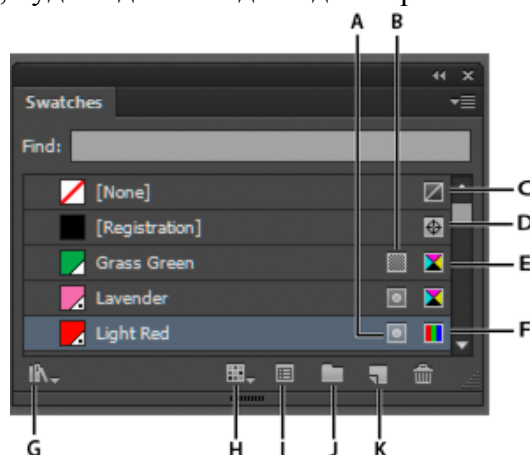 A B
Swatches
Find:
[None] C
[Registration] D
Grass Green E
Lavender
Light Red F
G H I J K